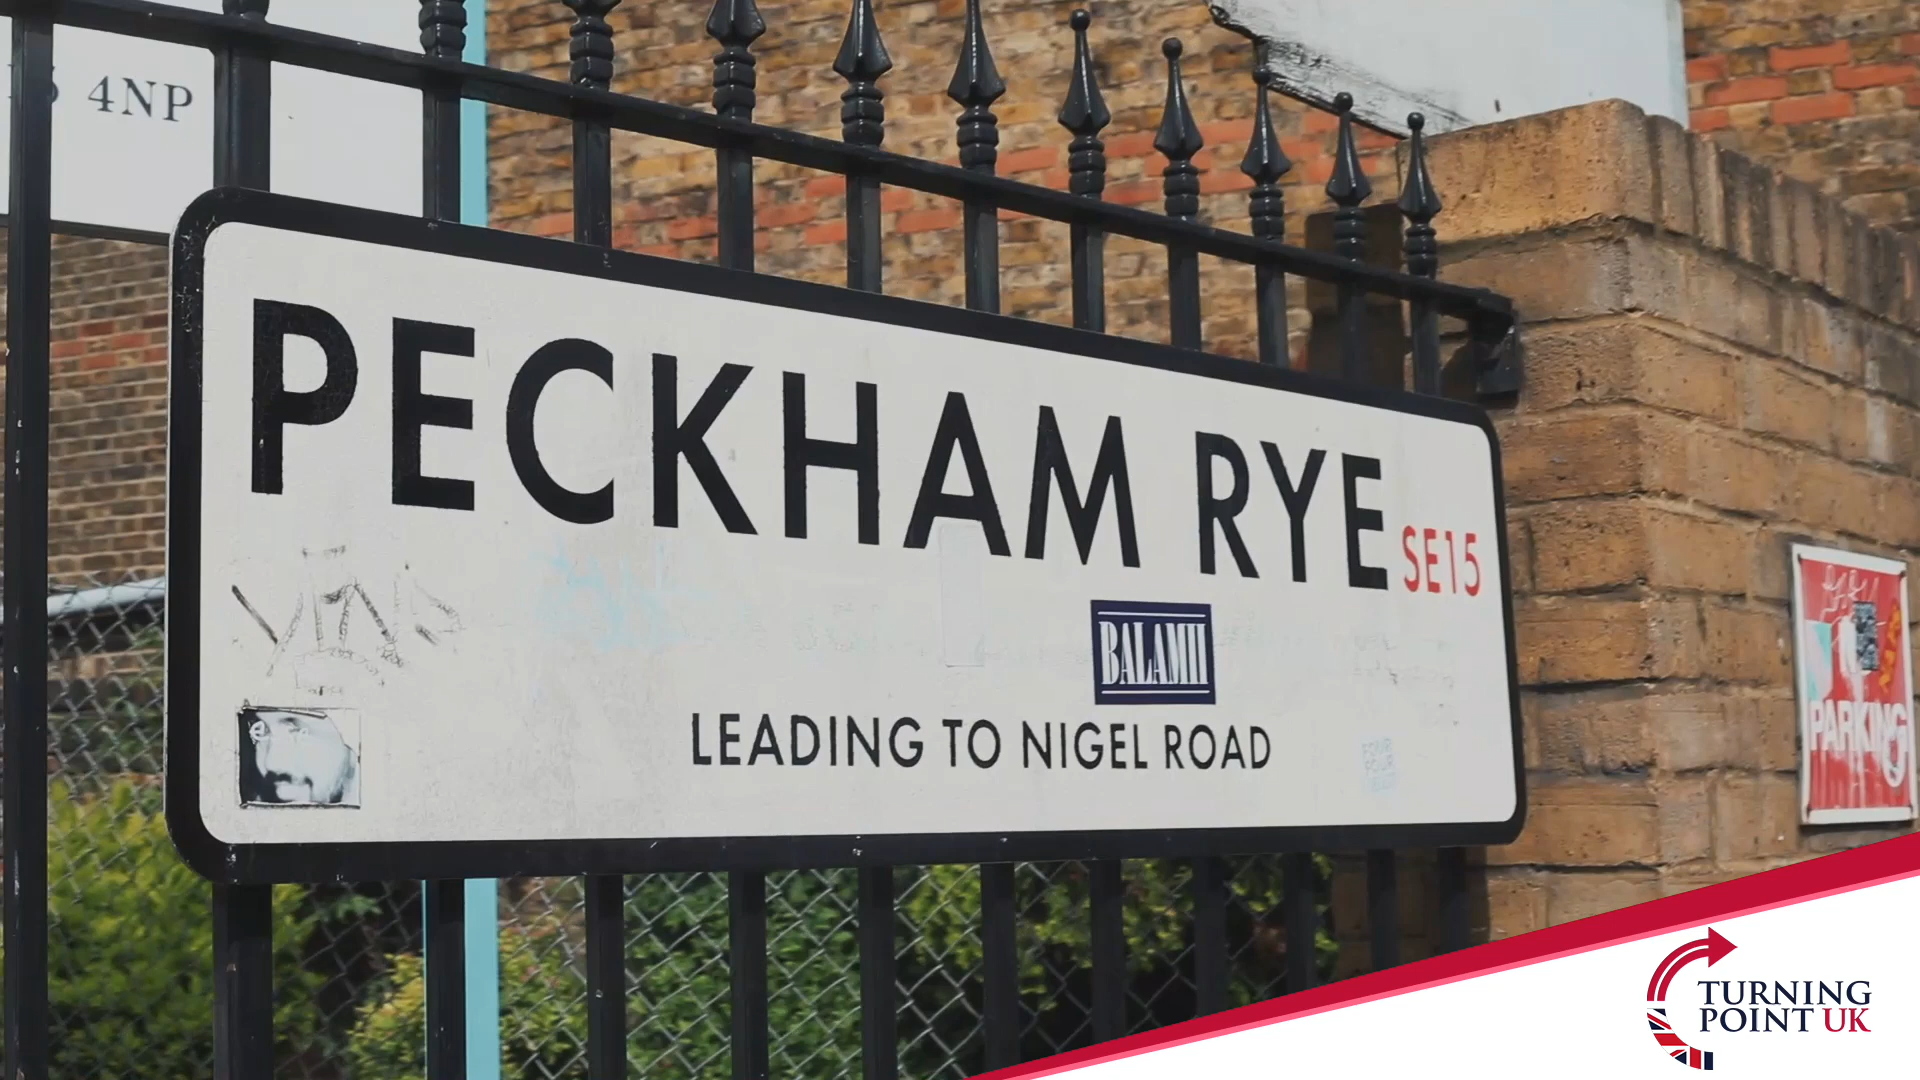 4NP
PECKHAM RYE SE15
BALAMII
LEADING TO NIGEL ROAD
PARKING
TURNING
POINT UK